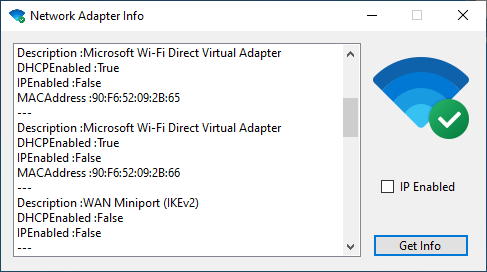 Network Adapter Info
Description :Microsoft Wi-Fi Direct Virtual Adapter
DHCPEnabled :True
IPEnabled :False
MACAddress :90:F6:52:09:2B:65
---
Description :Microsoft Wi-Fi Direct Virtual Adapter
DHCPEnabled :True
IPEnabled :False
MACAddress :90:F6:52:09:2B:66
---
Description :WAN Miniport (IKEv2)
DHCPEnabled :False
IPEnabled :False
---
IP Enabled
Get Info